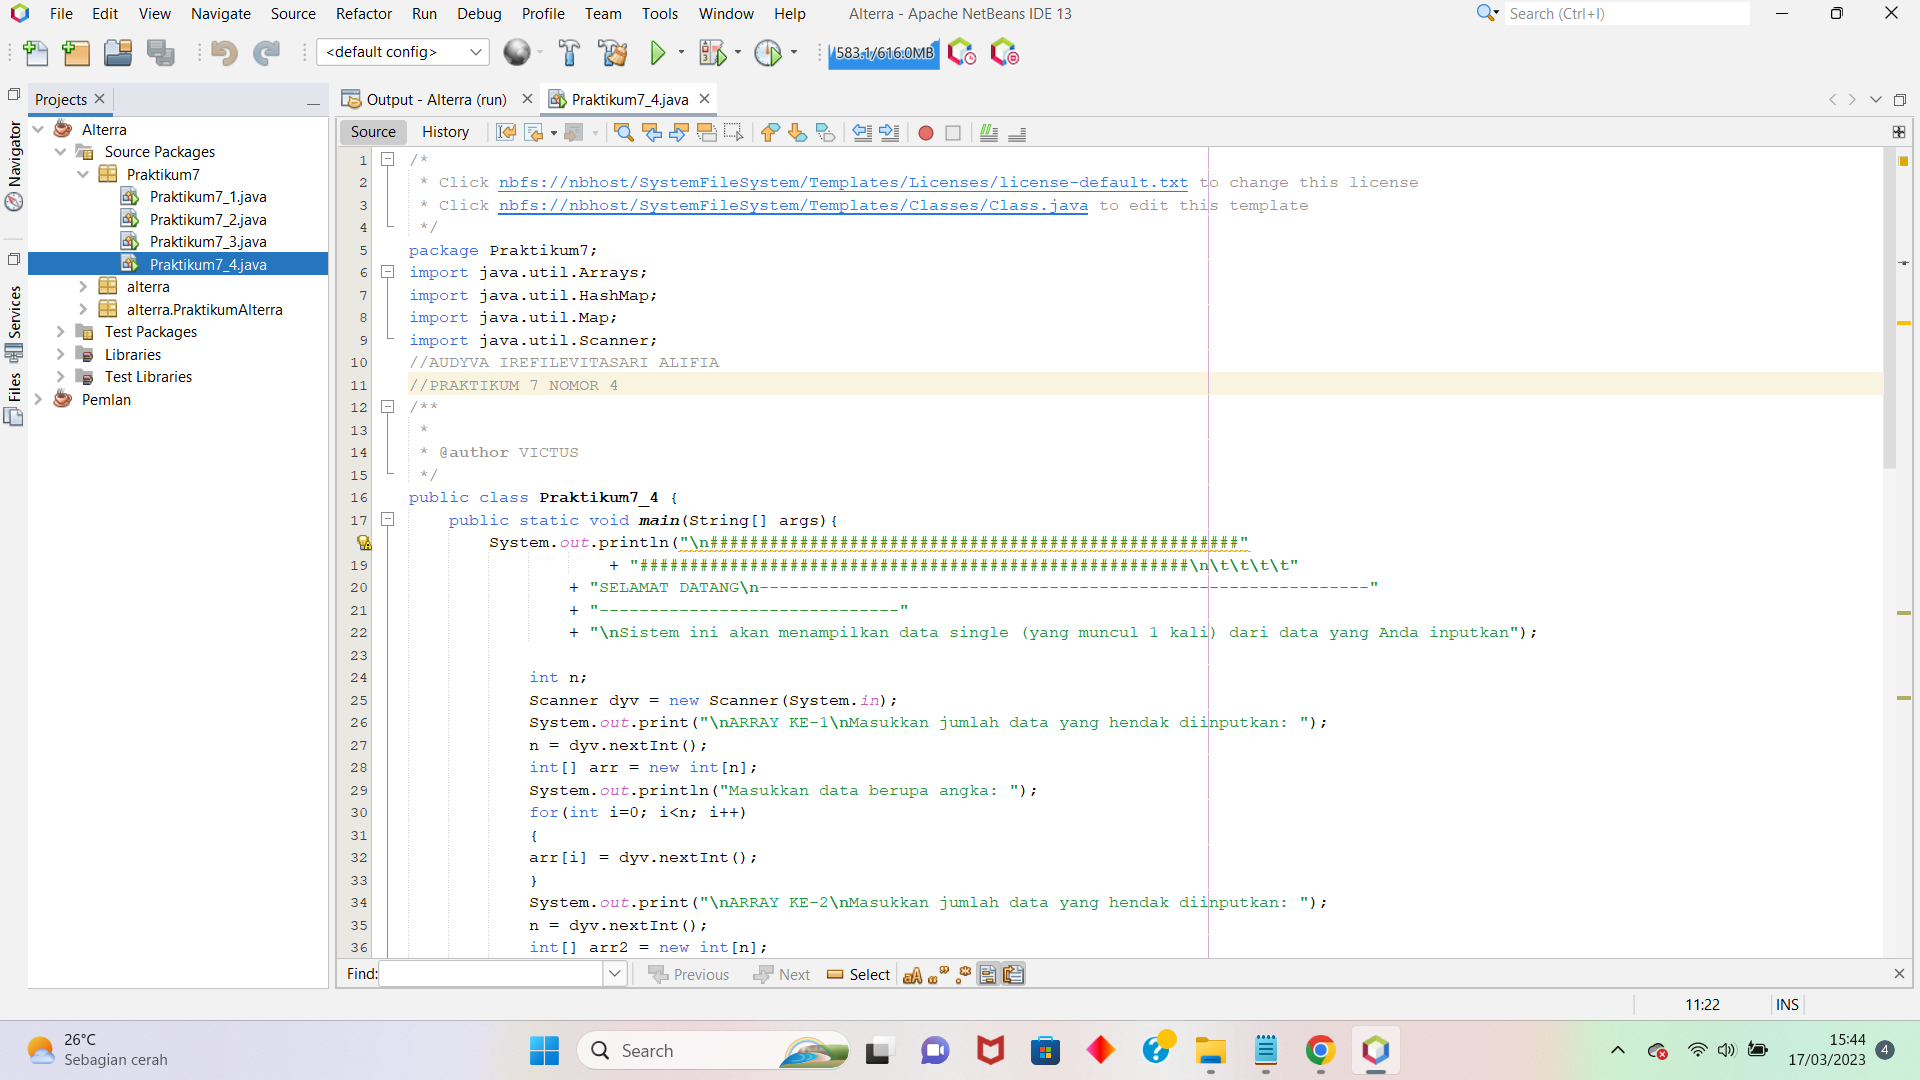 File Edit View Navigate Source Refactor Run Debug Profile Team Tools Window Help
Alterra - Apache NetBeans IDE 13
Search (Ctrl+I)
<default config>
583.1/616.0MB
Projects
Output - Alterra (run)
Praktikum7_4.java
Navigator
Services
Files
Alterra
Source Packages
Praktikum7
Praktikum7_1.java
Praktikum7_2.java
Praktikum7_3.java
Praktikum7_4.java
alterra
alterra.PraktikumAlterra
Test Packages
Libraries
Test Libraries
Pemlan
Source History
1 /*
2 * Click nbfs://nbhost/SystemFileSystem/Templates/Licenses/license-default.txt to change this license
3 * Click nbfs://nbhost/SystemFileSystem/Templates/Classes/Class.java to edit this template
4 */
5 package Praktikum7;
6 import java.util.Arrays;
7 import java.util.HashMap;
8 import java.util.Map;
9 import java.util.Scanner;
10 //AUDYVA IREFILEVITASARI ALIFIA
11 //PRAKTIKUM 7 NOMOR 4
12 /**
13 *
14 * @author VICTUS
15 */
16 public class Praktikum7_4 {
17 public static void main(String[] args){
System.out.println("\n#####################################################"
19 + "#######################################################\n\t\t\t\t"
20 + "SELAMAT DATANG\n-------------------------------------------------------------"
21 + "------------------------------"
22 + "\nSistem ini akan menampilkan data single (yang muncul 1 kali) dari data yang Anda inputkan");
23
24 int n;
25 Scanner dyv = new Scanner(System.in);
26 System.out.print("\nARRAY KE-1\nMasukkan jumlah data yang hendak diinputkan: ");
27 n = dyv.nextInt();
28 int[] arr = new int[n];
29 System.out.println("Masukkan data berupa angka: ");
30 for(int i=0; i<n; i++)
31 {
32 arr[i] = dyv.nextInt();
33 }
34 System.out.print("\nARRAY KE-2\nMasukkan jumlah data yang hendak diinputkan: ");
35 n = dyv.nextInt();
36 int[] arr2 = new int[n];
Find: Previous Next Select
11:22 INS
26°C
Sebagian cerah
Search
15:44
17/03/2023
4